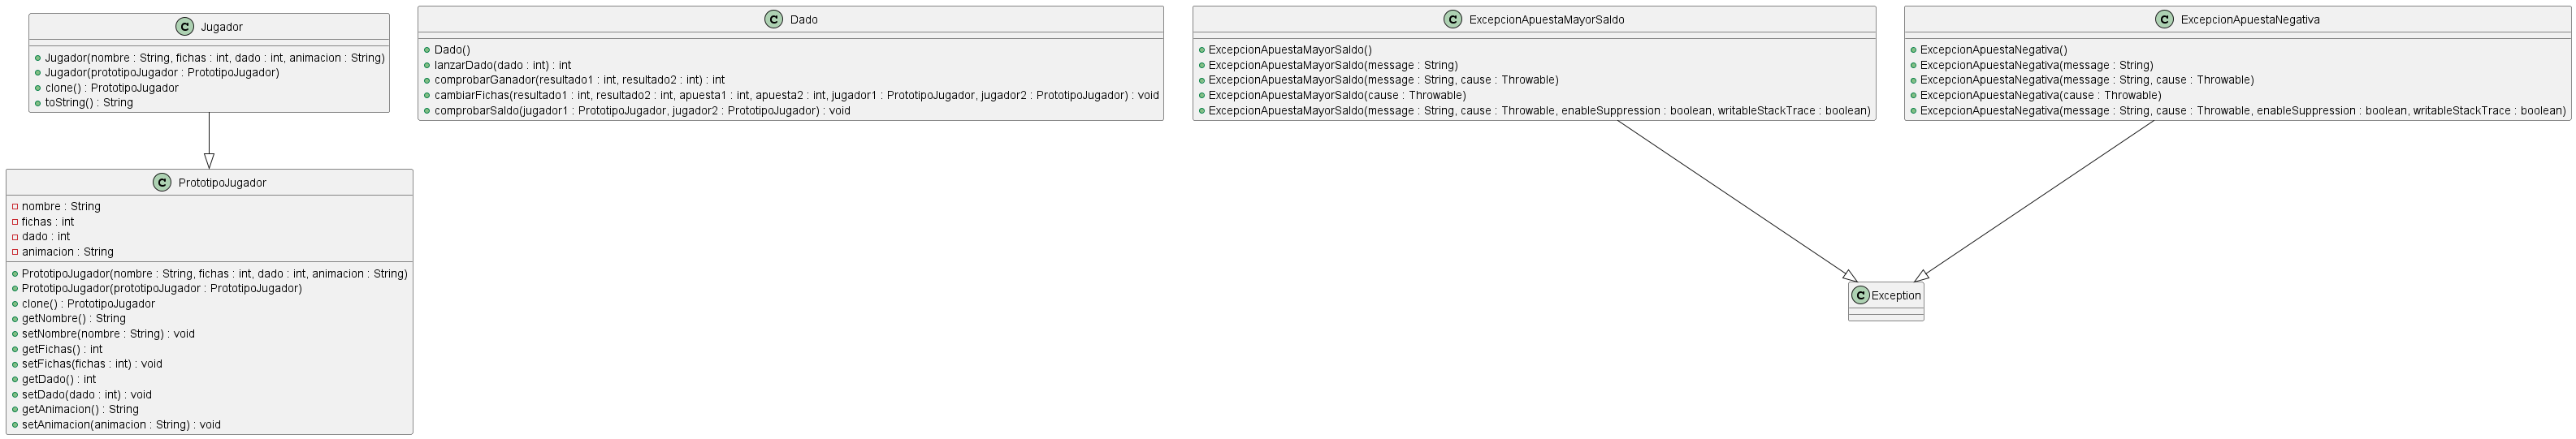 C Jugador
Jugador(nombre : String, fichas : int, dado : int, animacion : String)
Jugador(prototipoJugador : PrototipoJugador)
clone() : PrototipoJugador
toString() : String
C PrototipoJugador
nombre : String
fichas : int
dado : int
animacion : String
PrototipoJugador(nombre : String, fichas : int, dado : int, animacion : String)
PrototipoJugador(prototipoJugador : PrototipoJugador)
clone() : PrototipoJugador
getNombre() : String
setNombre(nombre : String) : void
getFichas() : int
setFichas(fichas : int) : void
getDado() : int
setDado(dado : int) : void
getAnimacion() : String
setAnimacion(animacion : String) : void
C Dado
Dado()
lanzarDado(dado : int) : int
comprobarGanador(resultado1 : int, resultado2 : int) : int
cambiarFichas(resultado1 : int, resultado2 : int, apuesta1 : int, apuesta2 : int, jugador1 : PrototipoJugador, jugador2 : PrototipoJugador) : void
comprobarSaldo(jugador1 : PrototipoJugador, jugador2 : PrototipoJugador) : void
C ExcepcionApuestaMayorSaldo
ExcepcionApuestaMayorSaldo()
ExcepcionApuestaMayorSaldo(message : String)
ExcepcionApuestaMayorSaldo(message : String, cause : Throwable)
ExcepcionApuestaMayorSaldo(cause : Throwable)
ExcepcionApuestaMayorSaldo(message : String, cause : Throwable, enableSuppression : boolean, writableStackTrace : boolean)
C ExcepcionApuestaNegativa
ExcepcionApuestaNegativa()
ExcepcionApuestaNegativa(message : String)
ExcepcionApuestaNegativa(message : String, cause : Throwable)
ExcepcionApuestaNegativa(cause : Throwable)
ExcepcionApuestaNegativa(message : String, cause : Throwable, enableSuppression : boolean, writableStackTrace : boolean)
C Exception